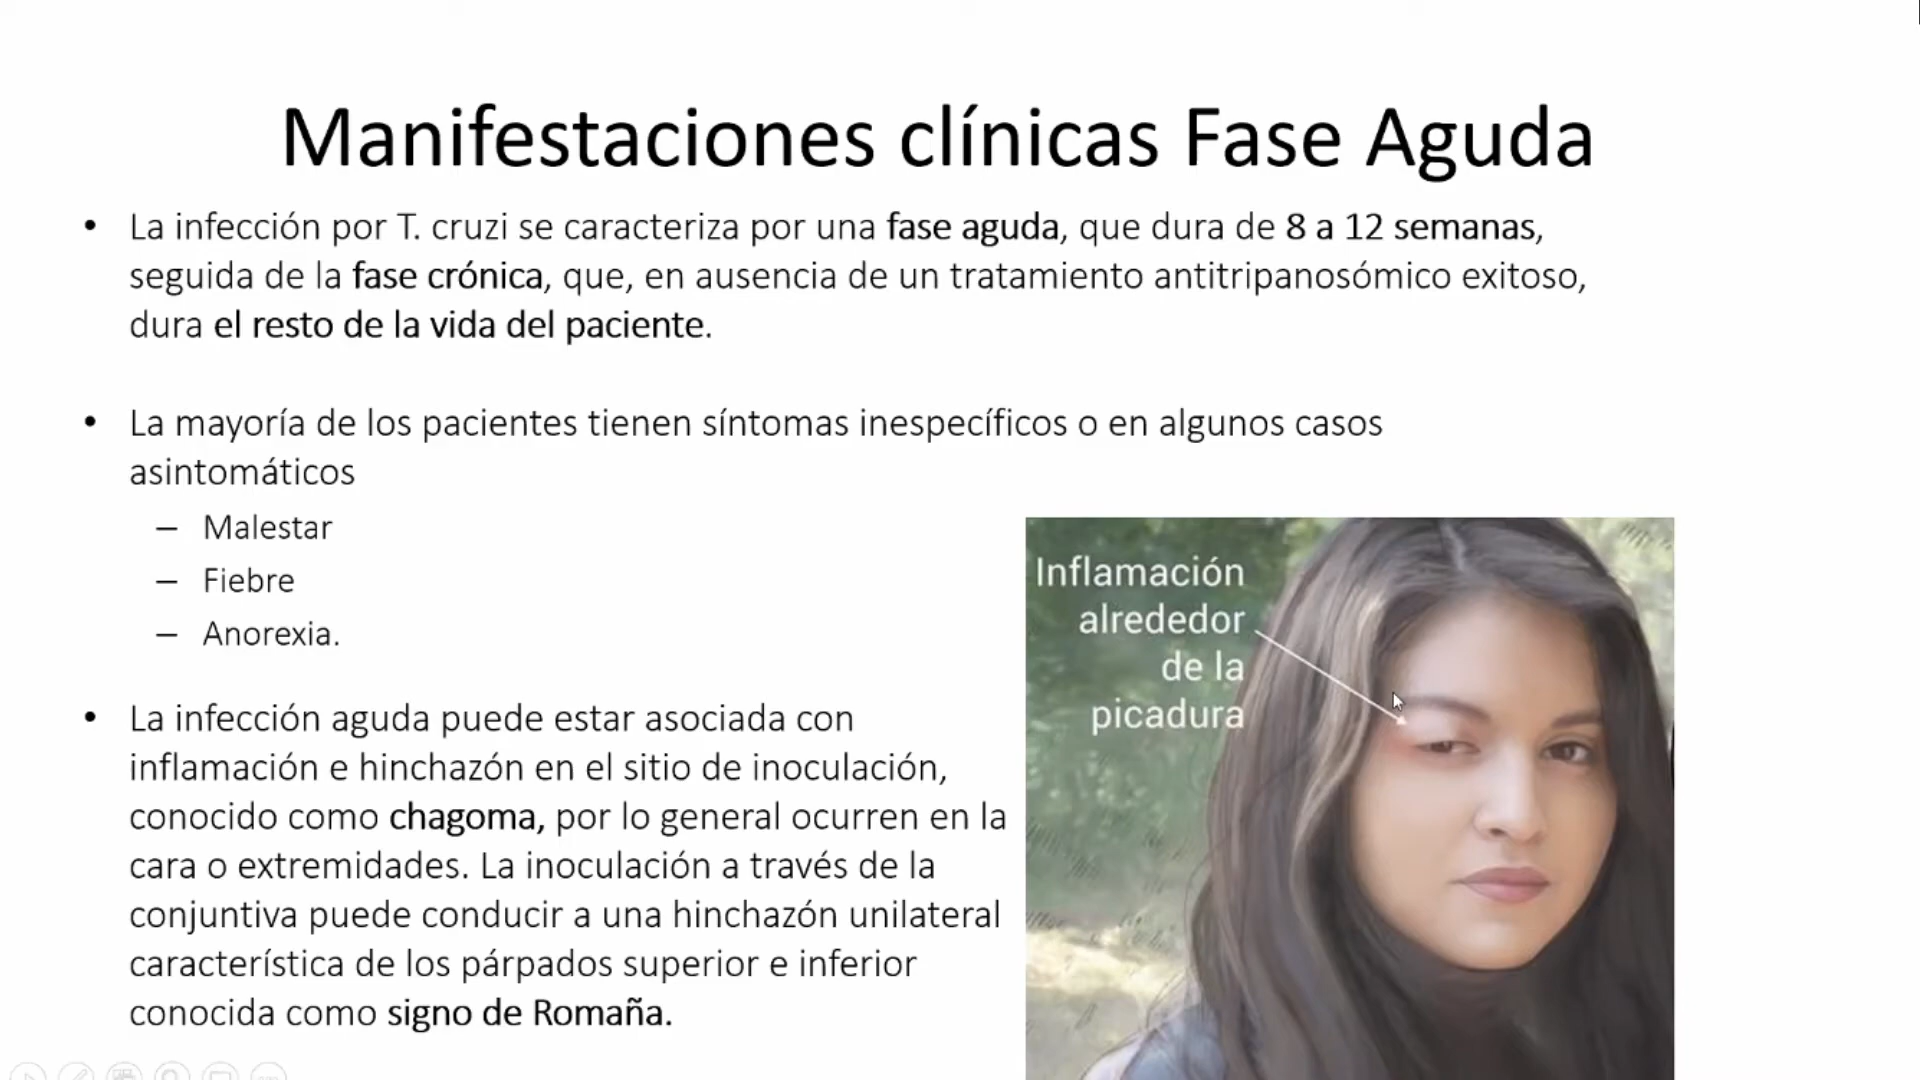 Manifestaciones clínicas Fase Aguda
• La infección por T. cruzi se caracteriza por una fase aguda, que dura de 8 a 12 semanas,
seguida de la fase crónica, que, en ausencia de un tratamiento antitripanosómico exitoso,
dura el resto de la vida del paciente.
• La mayoría de los pacientes tienen síntomas inespecíficos o en algunos casos
asintomáticos
– Malestar
– Fiebre
– Anorexia.
• La infección aguda puede estar asociada con
inflamación e hinchazón en el sitio de inoculación,
conocido como chagoma, por lo general ocurren en la
cara o extremidades. La inoculación a través de la
conjuntiva puede conducir a una hinchazón unilateral
característica de los párpados superior e inferior
conocida como signo de Romaña.
Inflamación
alrededor
de la
picadura